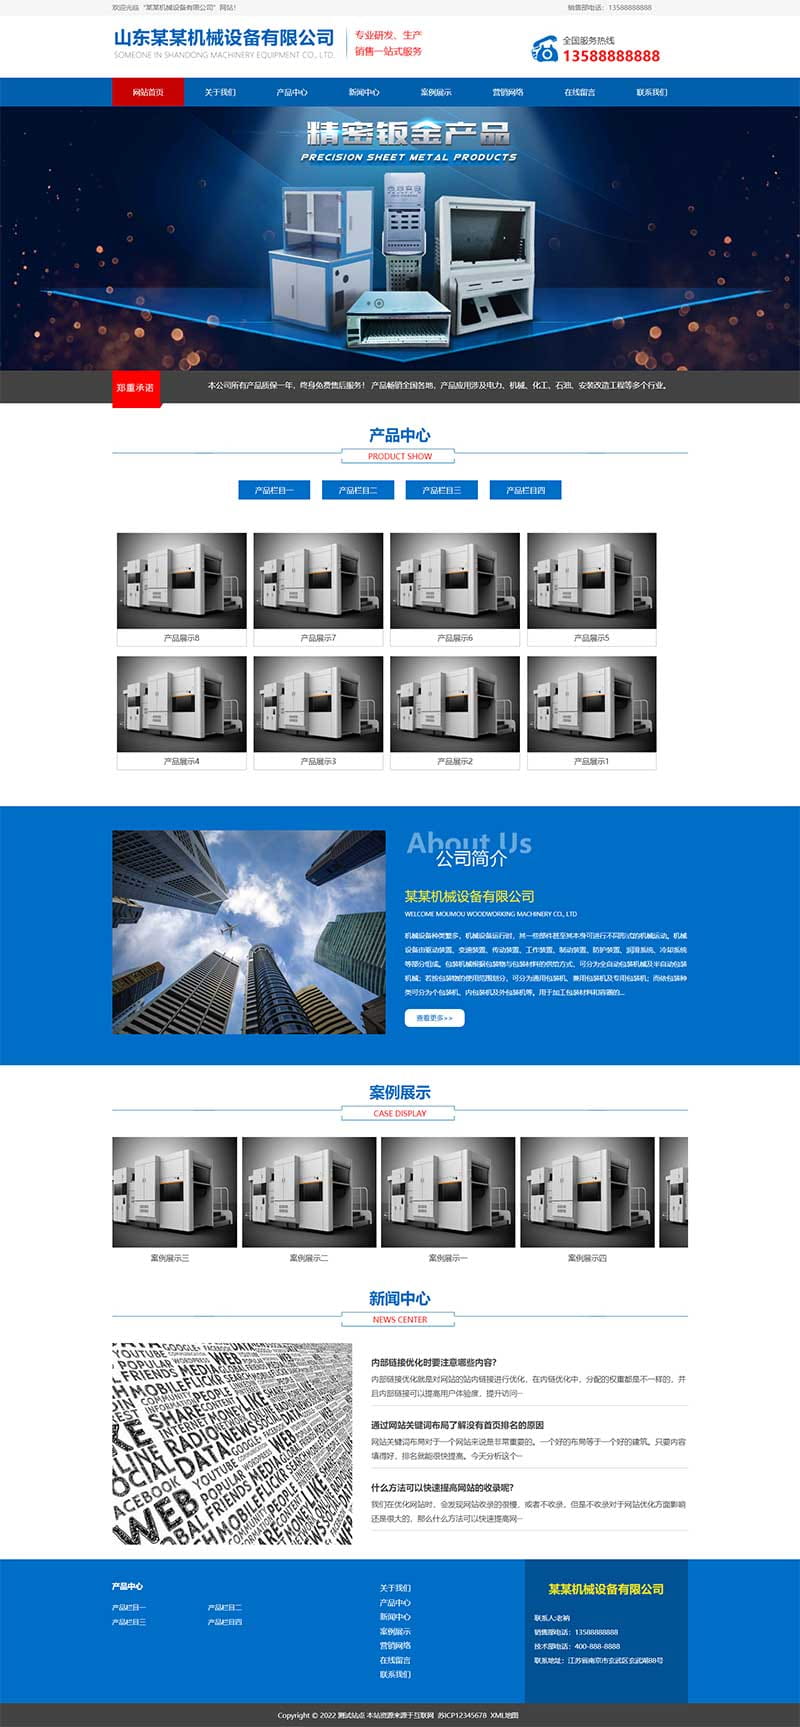 欢迎光临“某某机械设备有限公司”网站！
销售部电话：13588888888
山东某某机械设备有限公司
SOMEONE IN SHANDONG MACHINERY EQUIPMENT CO., LTD.
专业研发、生产
销售一站式服务
全国服务热线
13588888888
网站首页 关于我们 产品中心 新闻中心 案例展示 营销网络 在线留言 联系我们
精密钣金产品
PRECISION SHEET METAL PRODUCTS
郑重承诺
本公司所有产品质保一年，终身免费售后服务！ 产品畅销全国各地，产品应用涉及电力、机械、化工、石油、安装改造工程等多个行业。
产品中心
PRODUCT SHOW
产品栏目一 产品栏目二 产品栏目三 产品栏目四
产品展示8 产品展示7 产品展示6 产品展示5
产品展示4 产品展示3 产品展示2 产品展示1
About Us
公司简介
某某机械设备有限公司
WELCOME MOUMOU WOODWORKING MACHINERY CO., LTD
机械设备种类繁多，机械设备运行时，其一些部件甚至其本身可进行不同形式的机械运动。机械
设备由驱动装置、变速装置、传动装置、工作装置、制动装置、防护装置、润滑系统、冷却系统
等部分组成。包装机械根据包装物与包装材料的供给方式，可分为全自动包装机械及半自动包装
机械；若按包装物的使用范围划分，可分为通用包装机、兼用包装机及专用包装机；而依包装种
类可分为个包装机、内包装机及外包装机等。用于加工包装材料和容器的...
查看更多>>
案例展示
CASE DISPLAY
案例展示三 案例展示二 案例展示一 案例展示四
新闻中心
NEWS CENTER
内部链接优化时要注意哪些内容？
内部链接优化就是对网站的站内链接进行优化，在内链优化中，分配的权重都是不一样的，并
且内部链接可以提高用户体验度，提升访问…
通过网站关键词布局了解没有首页排名的原因
网站关键词布局对于一个网站来说是非常重要的。一个好的布局等于一个好的建筑。只要内容
填得好，排名就能很快提高。今天分析这个…
什么方法可以快速提高网站的收录呢？
我们在优化网站时，会发现网站收录的很慢，或者不收录，但是不收录对于网站优化方面影响
还是很大的，那么什么方法可以快速提高网…
产品中心
产品栏目一 产品栏目二
产品栏目三 产品栏目四
关于我们
产品中心
新闻中心
案例展示
营销网络
在线留言
联系我们
某某机械设备有限公司
联系人:老衲
销售部电话：13588888888
技术部电话：400-888-8888
联系地址：江苏省南京市玄武区玄武湖88号
Copyright © 2022 测试站点 本站资源来源于互联网 苏ICP12345678 XML地图